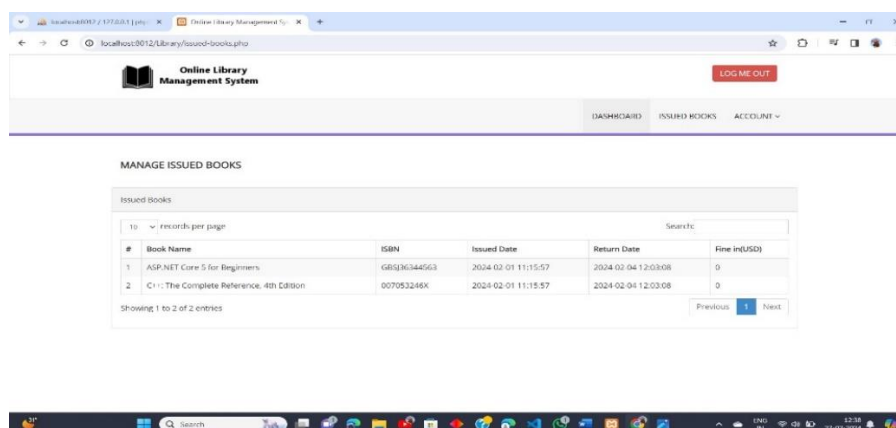 Online Library Management Sy
localhost:8012/Library/issued-books.php
Online Library
Management System
LOG ME OUT
DASHBOARD ISSUED BOOKS ACCOUNT
MANAGE ISSUED BOOKS
Issued Books
10 records per page Search:
# Book Name ISBN Issued Date Return Date Fine in(USD)
1 ASP.NET Core 5 for Beginners GBSJ36344563 2024-02-01 11:15:57 2024-02-04 12:03:08 0
2 C++: The Complete Reference, 4th Edition 007053246X 2024-02-01 11:15:57 2024-02-04 12:03:08 0
Showing 1 to 2 of 2 entries Previous 1 Next
Search ENG 12:38